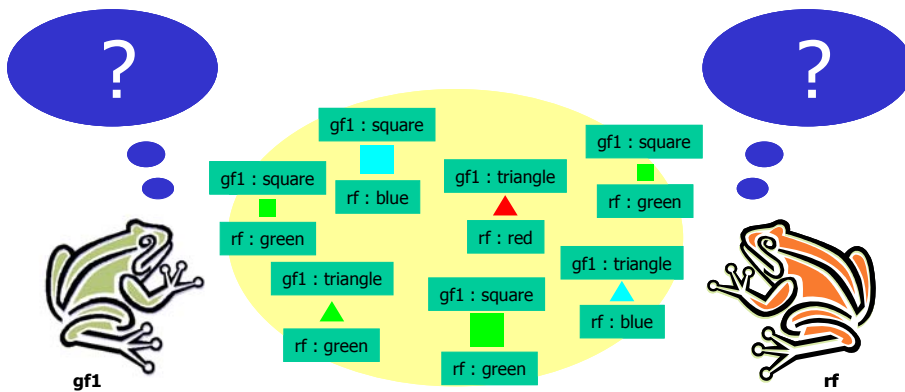 ?
?
gf1 : square
rf : blue
gf1 : square
rf : green
gf1 : triangle
rf : red
gf1 : square
rf : green
gf1 : triangle
rf : green
gf1 : square
rf : green
gf1 : triangle
rf : blue
gf1
rf